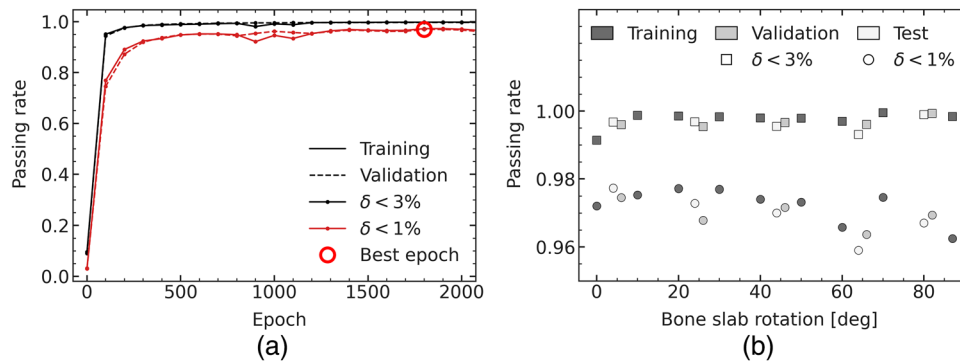 1.0
0.8
0.6
0.4
0.2
0.0
Passing rate
0
500
1000
1500
2000
Epoch
Training
Validation
δ < 3%
δ < 1%
Best epoch
(a)
Training
Validation
Test
δ < 3%
δ < 1%
1.00
0.98
0.96
Passing rate
0
20
40
60
80
Bone slab rotation [deg]
(b)